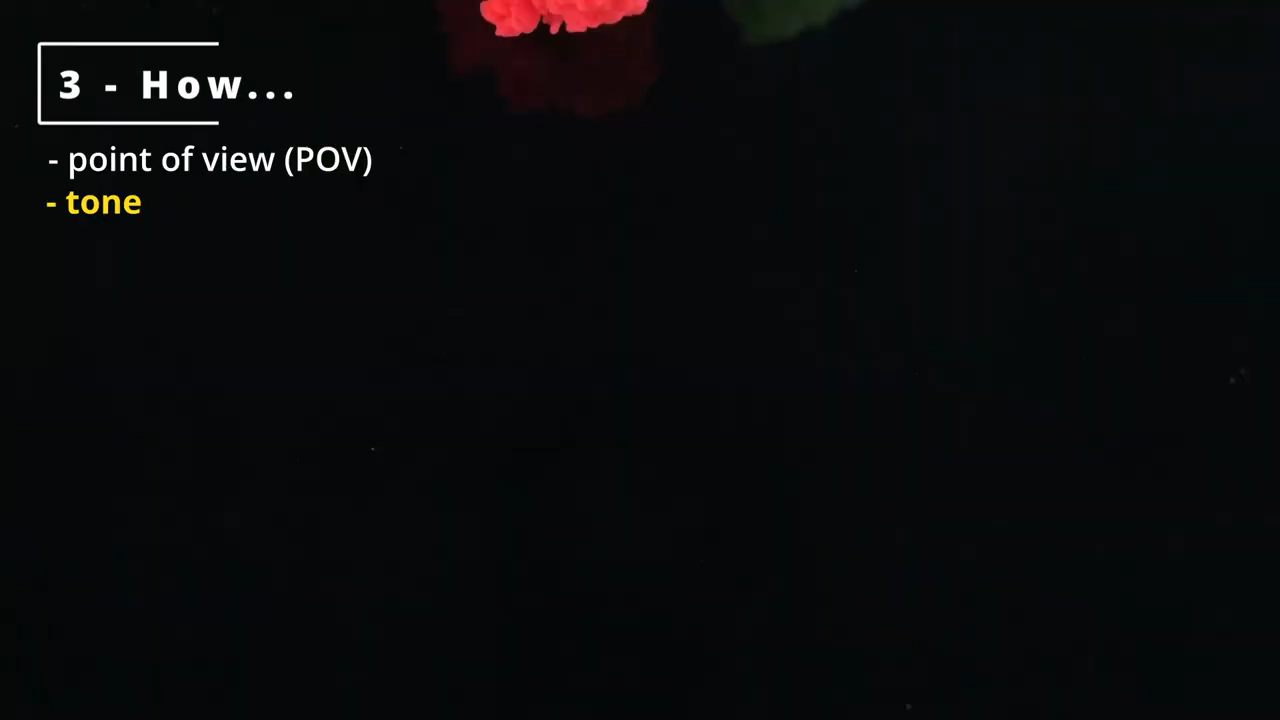 3 - How...
- point of view (POV)
- tone